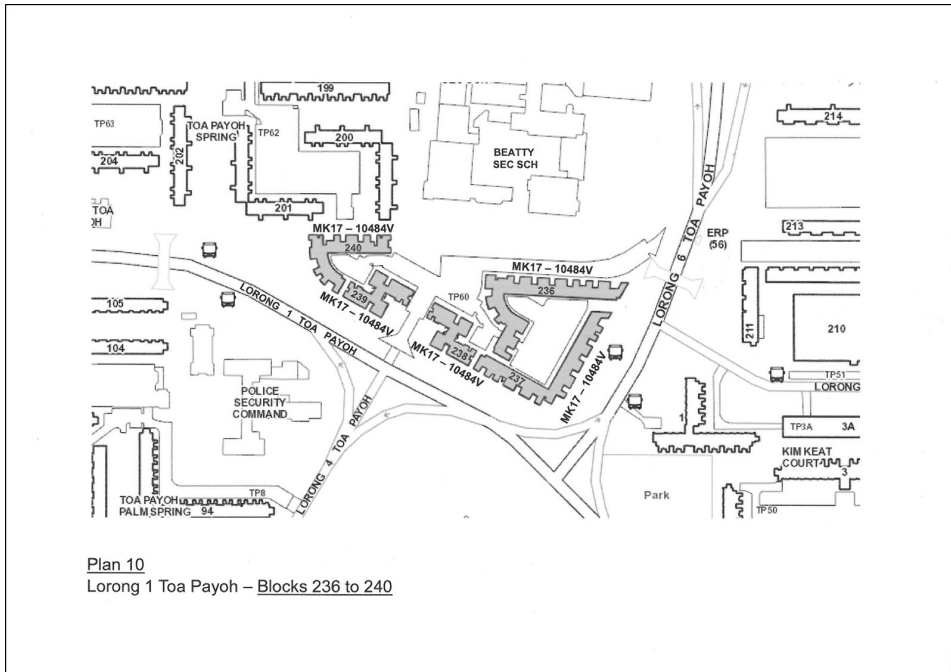 199
214
TP63
TOA PAYOH
SPRING
TP62
200
BEATTY
SEC SCH
204
202
201
TOA
OH
MK17 – 10484V
240
ERP
(56)
213
LORONG 6 TOA PAYOH
MK17 – 10484V
236
LORONG 1 TOA PAYOH
239
MK17 – 10484V
TP60
105
211
210
104
238
MK17 – 10484V
237
MK17 – 10484V
TP51
LORONG
POLICE
SECURITY
COMMAND
LORONG 4 TOA PAYOH
1
TP3A
3A
KIM KEAT
COURT
3
TOA PAYOH
PALM SPRING
TP8
94
Park
TP50
Plan 10
Lorong 1 Toa Payoh – Blocks 236 to 240